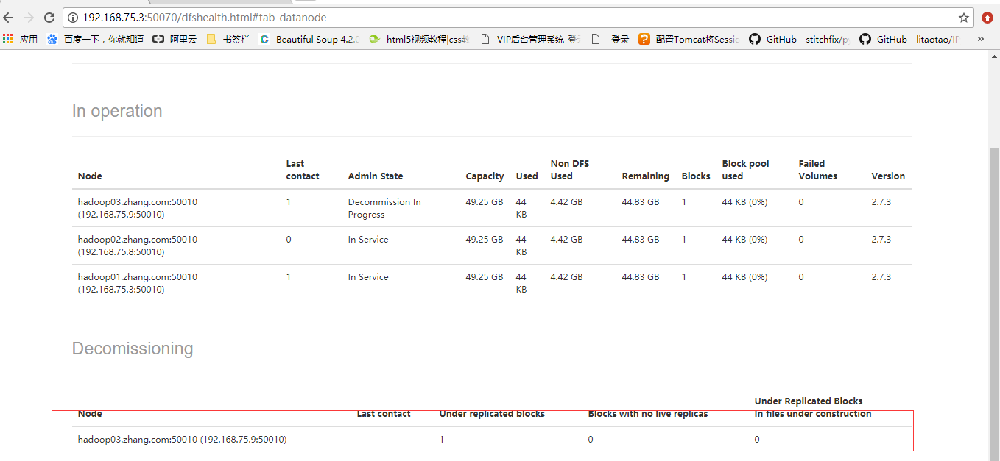 192.168.75.3:50070/dfshealth.html#tab-datanode
应用 百度一下，你就知道 阿里云 书签栏 Beautiful Soup 4.2.0 html5视频教程|css教 VIP后台管理系统-登 -登录 配置Tomcat将Sessic GitHub - stitchfix/py GitHub - litaotao/IP »
In operation
Node Last contact Admin State Capacity Used Non DFS Used Remaining Blocks Block pool used Failed Volumes Version
hadoop03.zhang.com:50010 1 Decommission In 49.25 GB 44 4.42 GB 44.83 GB 1 44 KB (0%) 0 2.7.3
(192.168.75.9:50010) Progress KB
hadoop02.zhang.com:50010 0 In Service 49.25 GB 44 4.42 GB 44.83 GB 1 44 KB (0%) 0 2.7.3
(192.168.75.8:50010) KB
hadoop01.zhang.com:50010 1 In Service 49.25 GB 44 4.42 GB 44.83 GB 1 44 KB (0%) 0 2.7.3
(192.168.75.3:50010) KB
Decomissioning
Under Replicated Blocks
Node Last contact Under replicated blocks Blocks with no live replicas In files under construction
hadoop03.zhang.com:50010 (192.168.75.9:50010) 1 0 0